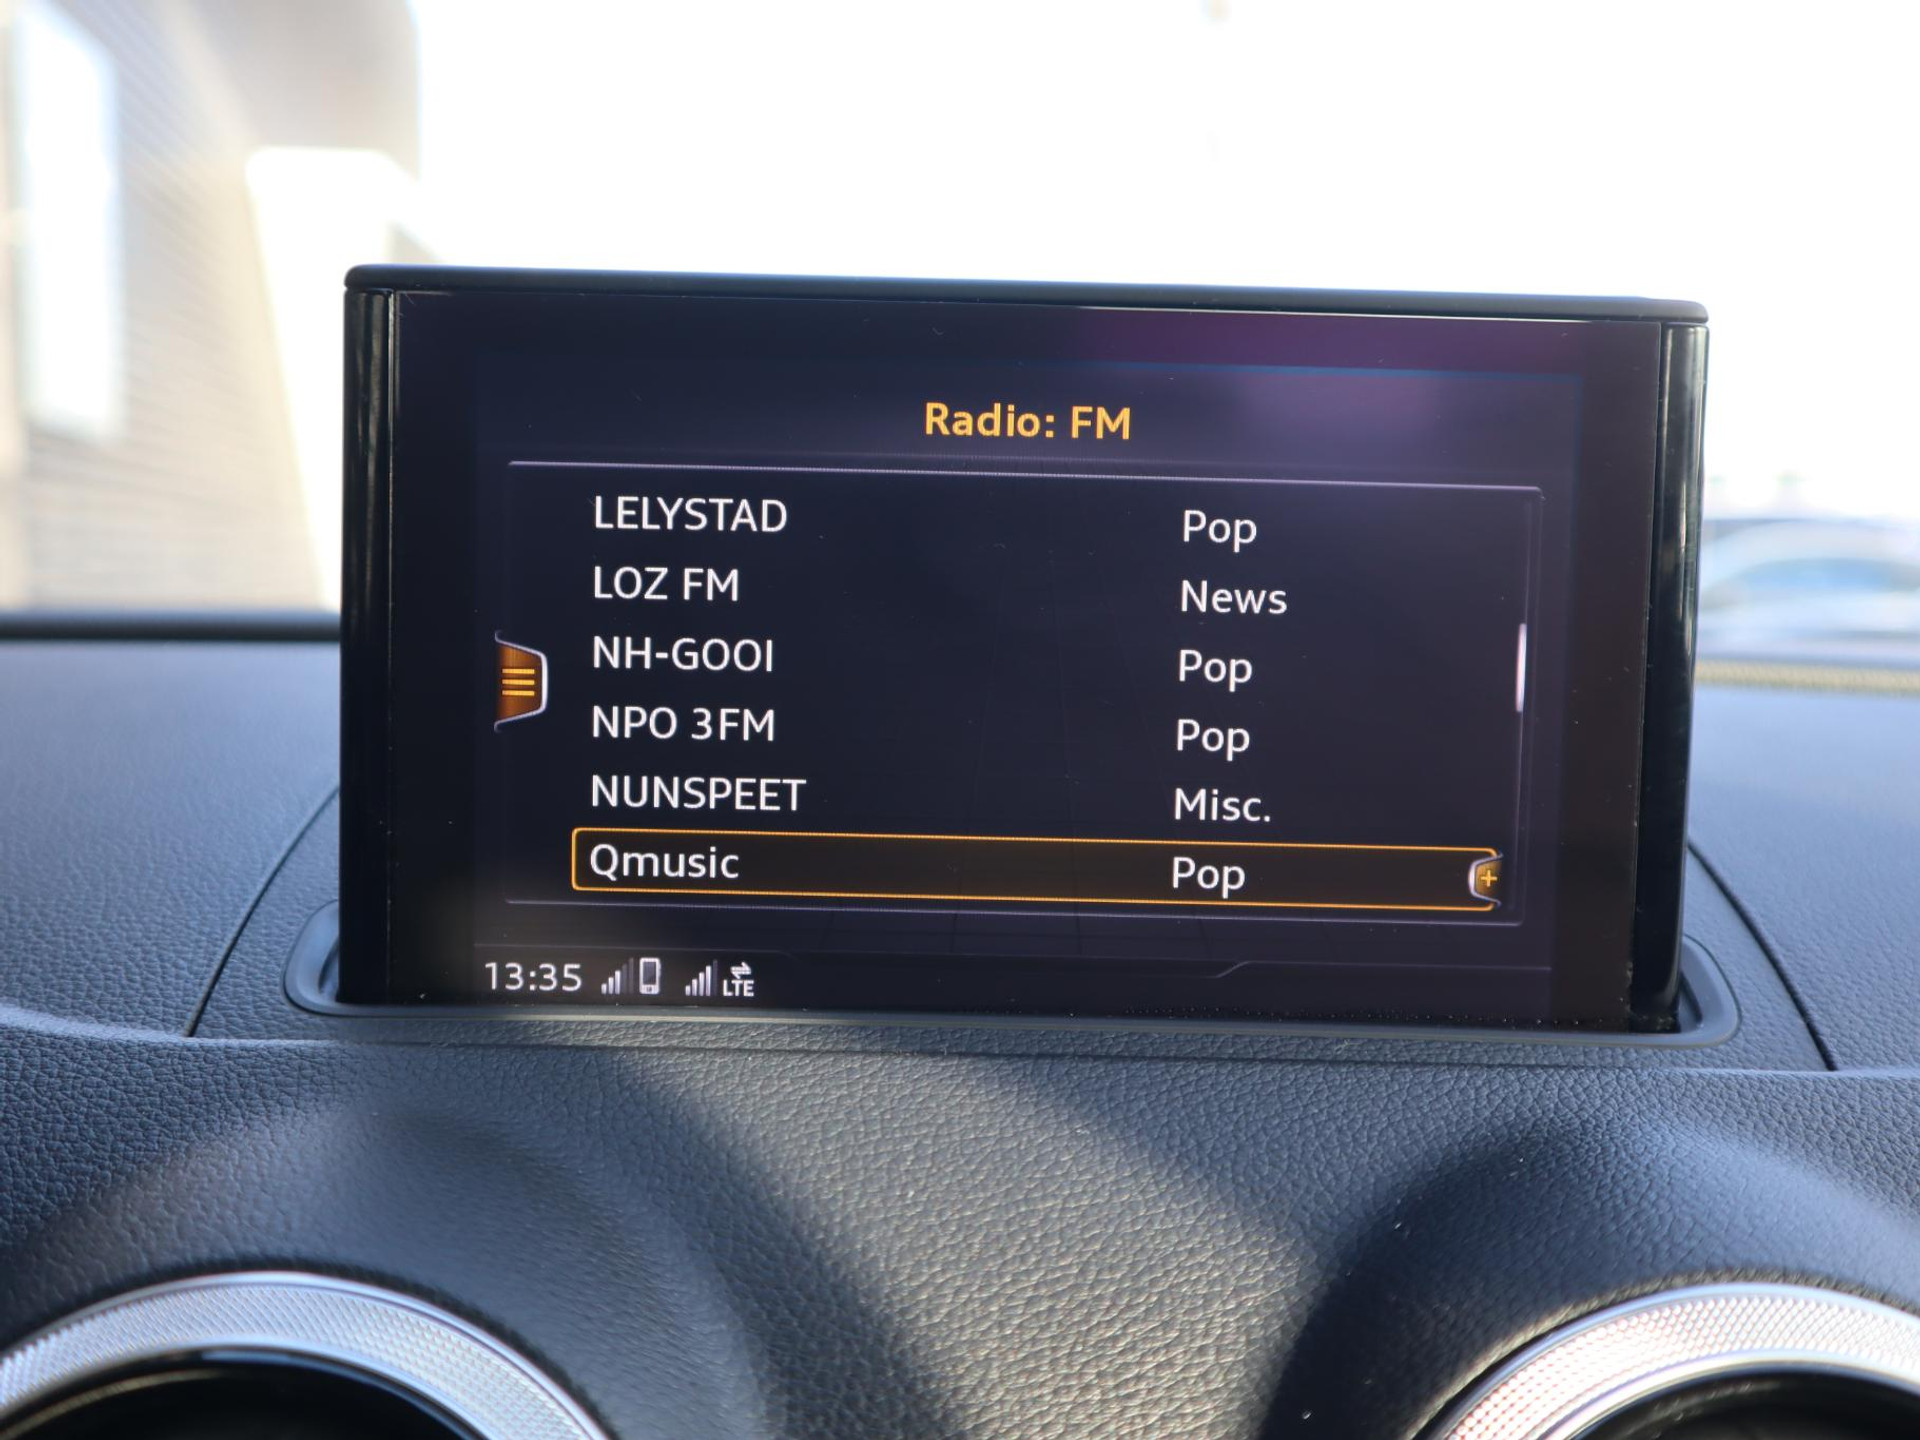 Radio: FM
LELYSTAD Pop
LOZ FM News
NH-GOOI Pop
NPO 3FM Pop
NUNSPEET Misc.
Qmusic Pop
13:35 LTE